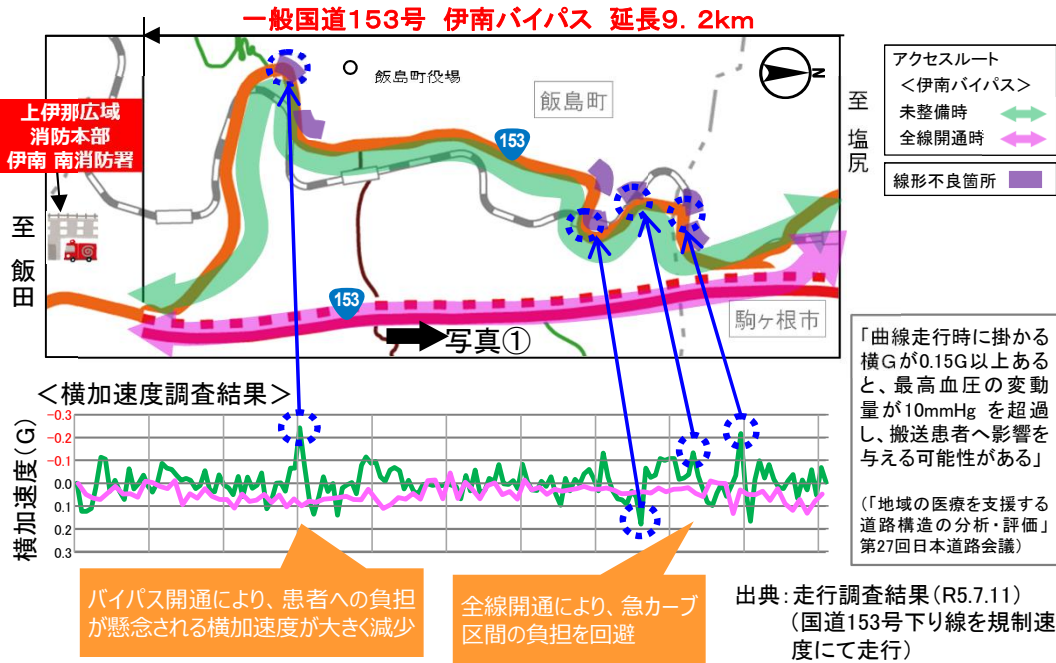 一般国道153号 伊南バイパス 延長9.2km
飯島町役場
N
飯島町
至 塩尻
アクセスルート
<伊南バイパス>
未整備時
全線開通時
線形不良箇所
上伊那広域
消防本部
伊南 南消防署
至 飯田
153
153
駒ヶ根市
写真①
「曲線走行時に掛かる
横Gが0.15G以上ある
と、最高血圧の変動
量が10mmHg を超過
し、搬送患者へ影響を
与える可能性がある」
(「地域の医療を支援する
道路構造の分析・評価」
第27回日本道路会議)
<横加速度調査結果>
横加速度(G)
-0.3
-0.2
-0.1
0.0
0.1
0.2
0.3
バイパス開通により、患者への負担
が懸念される横加速度が大きく減少
全線開通により、急カーブ
区間の負担を回避
出典:走行調査結果(R5.7.11)
(国道153号下り線を規制速
度にて走行)